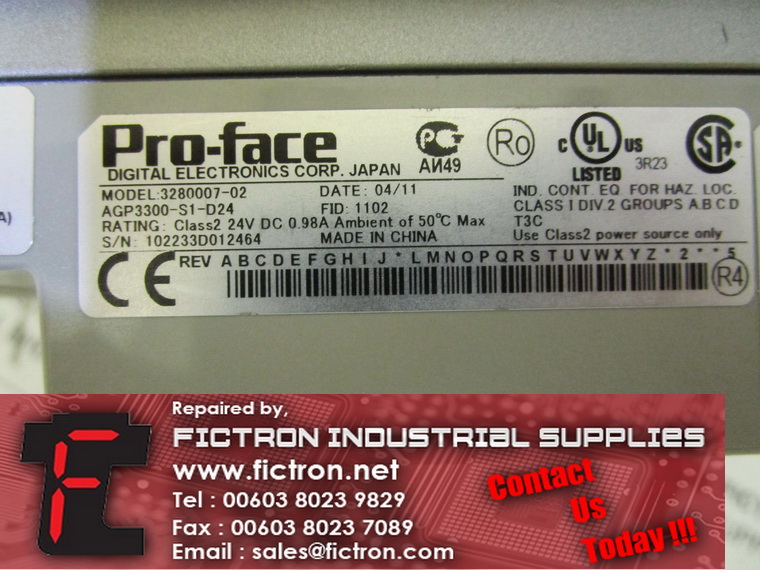 Pro-face
DIGITAL ELECTRONICS CORP. JAPAN
РСТ
АИ49
Ro
C UL US
LISTED
3R23
SA
MODEL:3280007-02
DATE: 04/11
AGP3300-S1-D24
FID: 1102
RATING: Class2 24V DC 0.98A Ambient of 50°C Max
S/N: 102233D012464
MADE IN CHINA
IND. CONT. EQ. FOR HAZ. LOC.
CLASS I DIV.2 GROUPS A B C D
T3C
Use Class2 power source only
A)
CE
REV A B C D E F G H I J * L M N O P Q R S T U V W X Y Z * 2 * * 5
R4
Repaired by,
FICTRON INDUSTRIAL SUPPLIES
www.fictron.net
Tel : 00603 8023 9829
Fax : 00603 8023 7089
Email : sales@fictron.com
Contact
Us
Today !!!